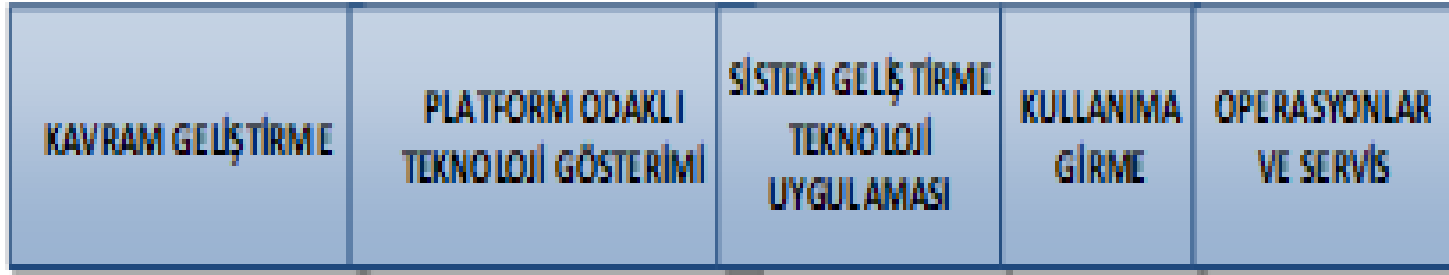 KAVRAM GELİŞTİRME
PLATFORM ODAKLI
TEKNOLOJİ GÖSTERİMİ
SİSTEM GELİŞTİRME
TEKNOLOJİ
UYGULAMASI
KULLANIMA
GİRME
OPERASYONLAR
VE SERVİS